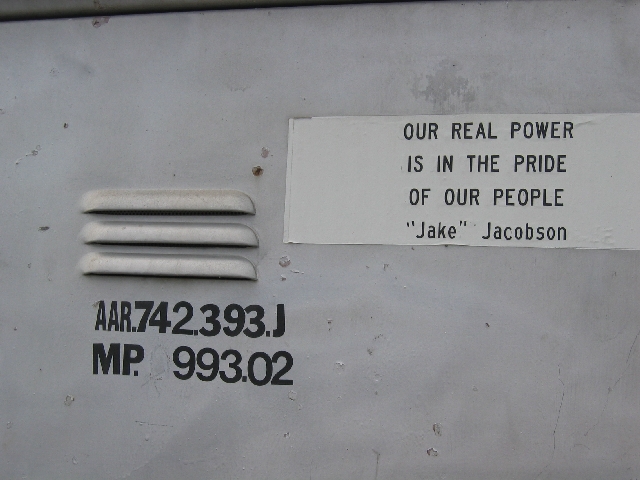 OUR REAL POWER
IS IN THE PRIDE
OF OUR PEOPLE
"Jake" Jacobson
AAR.742.393.J
MP. 993.02